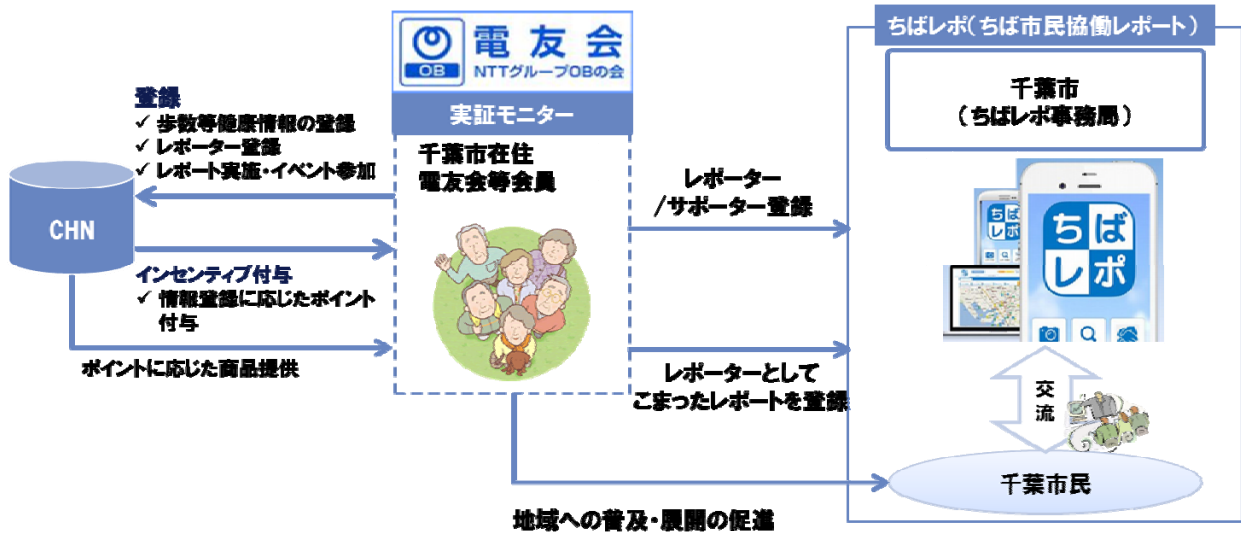 登録
✓ 歩数等健康情報の登録
✓ レポーター登録
✓ レポート実施・イベント参加
CHN
インセンティブ付与
✓ 情報登録に応じたポイント
付与
ポイントに応じた商品提供
電友会
OB
NTTグループOBの会
実証モニター
千葉市在住
電友会等会員
レポーター
/サポーター登録
レポーターとして
こまったレポートを登録
地域への普及・展開の促進
ちばレポ(ちば市民協働レポート)
千葉市
(ちばレポ事務局)
ちば
レポ
ちば
レポ
交
流
千葉市民